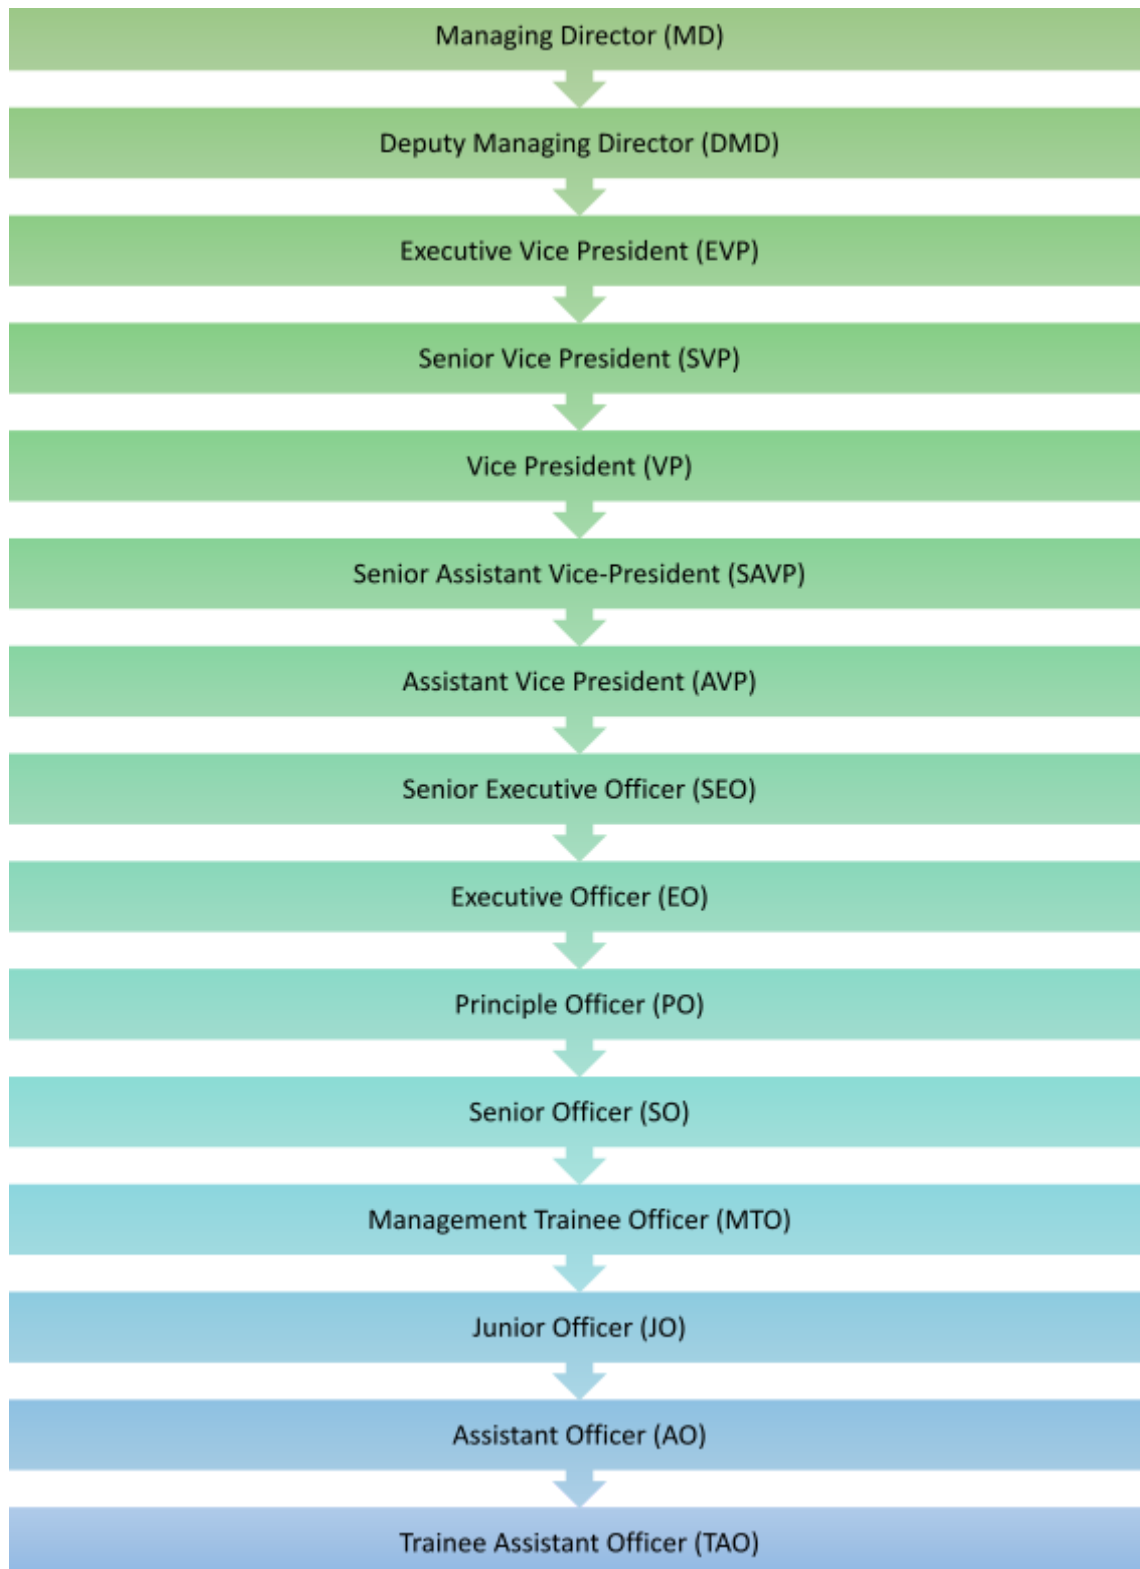 Managing Director (MD)
Deputy Managing Director (DMD)
Executive Vice President (EVP)
Senior Vice President (SVP)
Vice President (VP)
Senior Assistant Vice-President (SAVP)
Assistant Vice President (AVP)
Senior Executive Officer (SEO)
Executive Officer (EO)
Principle Officer (PO)
Senior Officer (SO)
Management Trainee Officer (MTO)
Junior Officer (JO)
Assistant Officer (AO)
Trainee Assistant Officer (TAO)